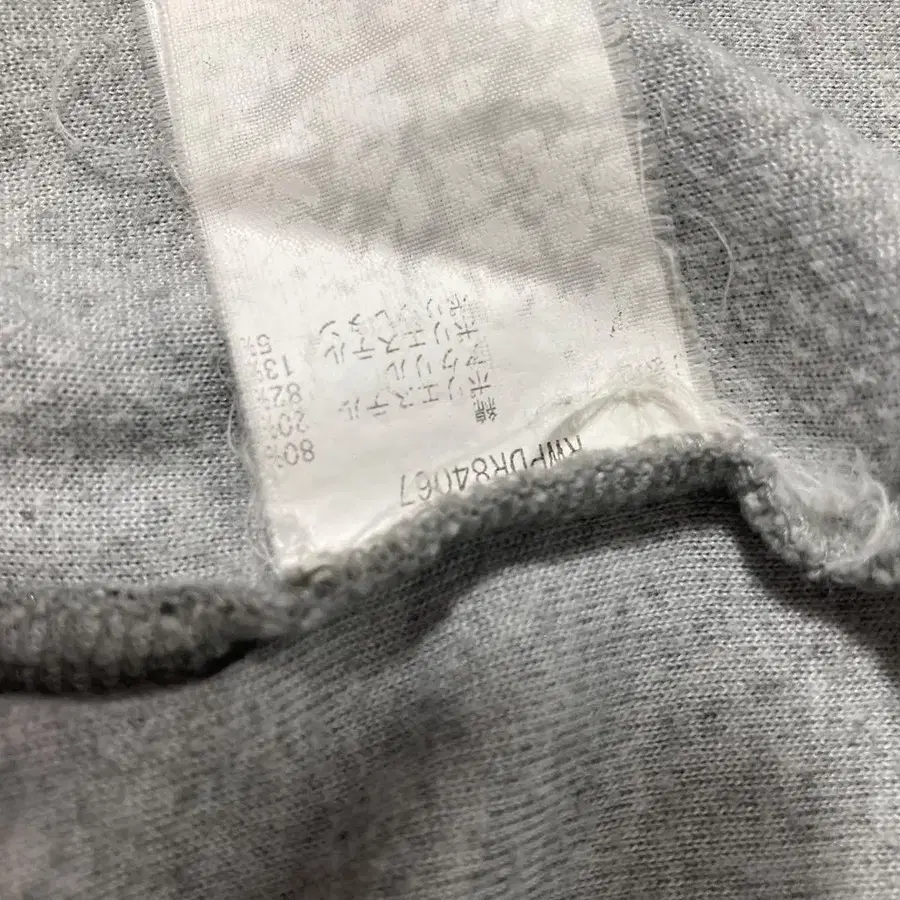 RWPDR84067
綿 80%
ポリエステル 20%
アクリル 82%
ポリエステル 13%
ポリウレタン 5%